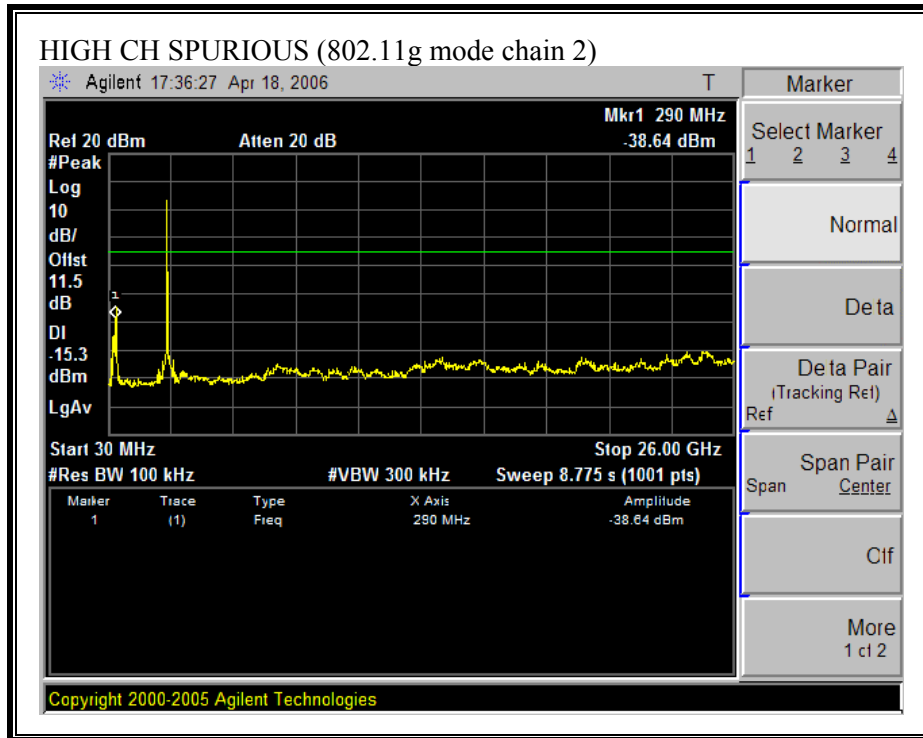 HIGH CH SPURIOUS (802.11g mode chain 2)
Agilent 17:36:27 Apr 18, 2006 T
Mkr1 290 MHz
Ref 20 dBm Atten 20 dB -38.64 dBm
#Peak
Log
10
dB/
Offst
11.5
dB
DI
-15.3
dBm
LgAv
1
Start 30 MHz Stop 26.00 GHz
#Res BW 100 kHz #VBW 300 kHz Sweep 8.775 s (1001 pts)
Marker Trace Type X Axis Amplitude
1 (1) Freq 290 MHz -38.64 dBm
Copyright 2000-2005 Agilent Technologies
Marker
Select Marker
1 2 3 4
Normal
Delta
Delta Pair
(Tracking Ref)
Ref Δ
Span Pair
Span Center
Off
More
1 of 2